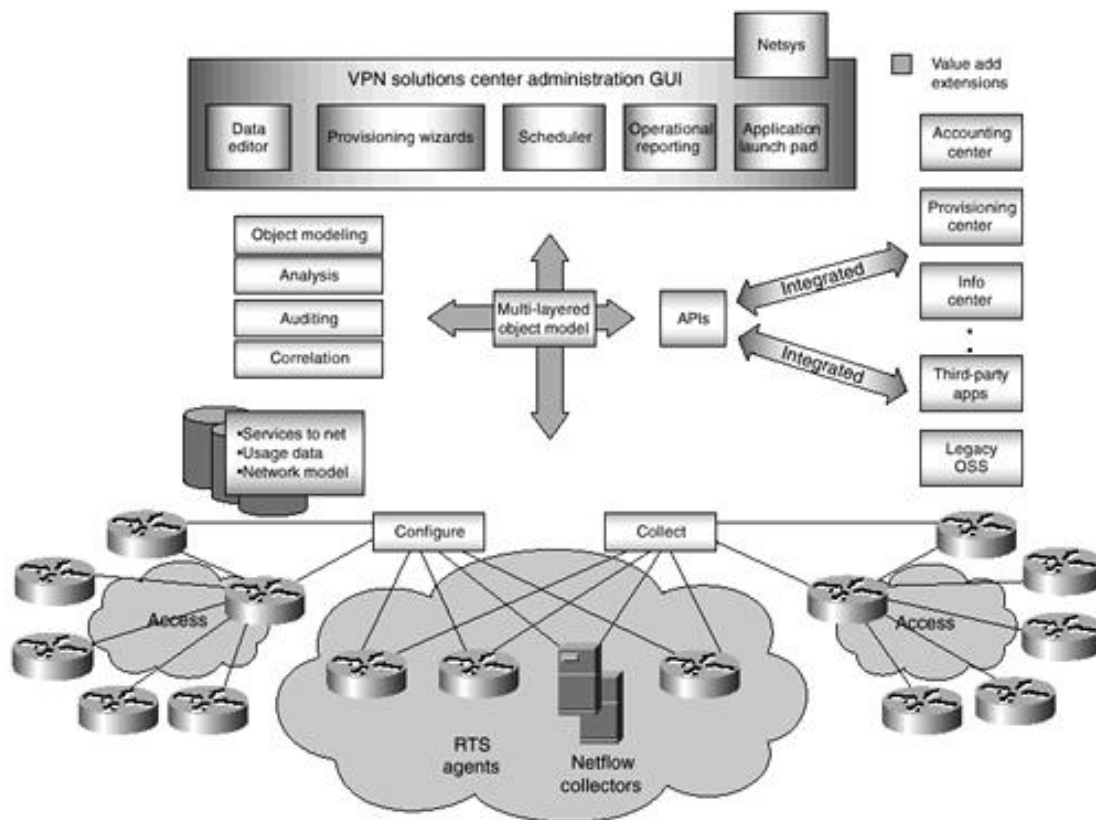 Netsys
Value add
extensions
VPN solutions center administration GUI
Data
editor
Provisioning wizards
Scheduler
Operational
reporting
Application
launch pad
Accounting
center
Provisioning
center
Info
center
Third-party
apps
Legacy
OSS
Object modeling
Analysis
Auditing
Correlation
Multi-layered
object model
APIs
Integrated
Integrated
•Services to net
•Usage data
•Network model
Configure
Collect
Access
Access
RTS
agents
Netflow
collectors